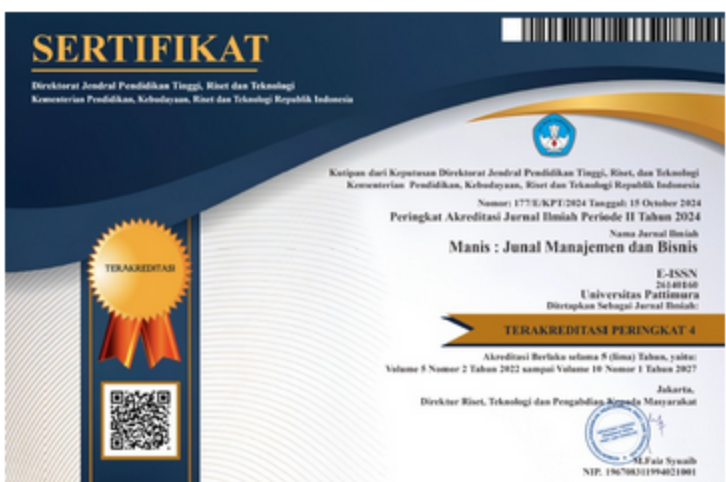 SERTIFIKAT
Direktorat Jendral Pendidikan Tinggi, Riset dan Teknologi
Kementerian Pendidikan, Kebudayaan, Riset dan Teknologi Republik Indonesia
Kutipan dari Keputusan Direktorat Jendral Pendidikan Tinggi, Riset, dan Teknologi
Kementerian Pendidikan, Kebudayaan, Riset dan Teknologi Republik Indonesia
Nomor: 177/E/KPT/2024 Tanggal: 15 October 2024
Peringkat Akreditasi Jurnal Ilmiah Periode II Tahun 2024
Nama Jurnal Ilmiah
Manis : Junal Manajemen dan Bisnis
E-ISSN
26140160
Universitas Pattimura
Ditetapkan Sebagai Jurnal Ilmiah:
TERAKREDITASI
TERAKREDITASI PERINGKAT 4
Akreditasi Berlaku selama 5 (lima) Tahun, yaitu:
Volume 5 Nomor 2 Tahun 2022 sampai Volume 10 Nomor 1 Tahun 2027
Jakarta,
Direktur Riset, Teknologi dan Pengabdian Kepada Masyarakat
M.Faiz Syuaib
NIP. 196708311994021001